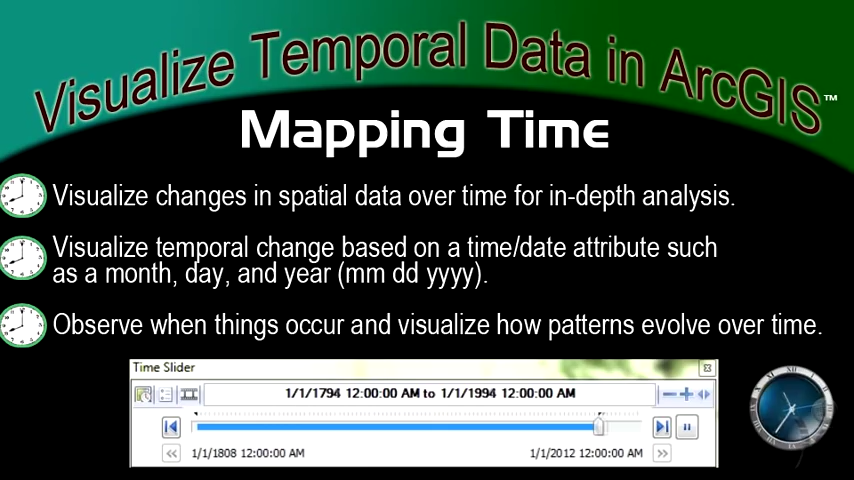 Visualize Temporal Data in ArcGIS™
Mapping Time
Visualize changes in spatial data over time for in-depth analysis.
Visualize temporal change based on a time/date attribute such
as a month, day, and year (mm dd yyyy).
Observe when things occur and visualize how patterns evolve over time.
Time Slider
1/1/1794 12:00:00 AM to 1/1/1994 12:00:00 AM
1/1/1808 12:00:00 AM 1/1/2012 12:00:00 AM